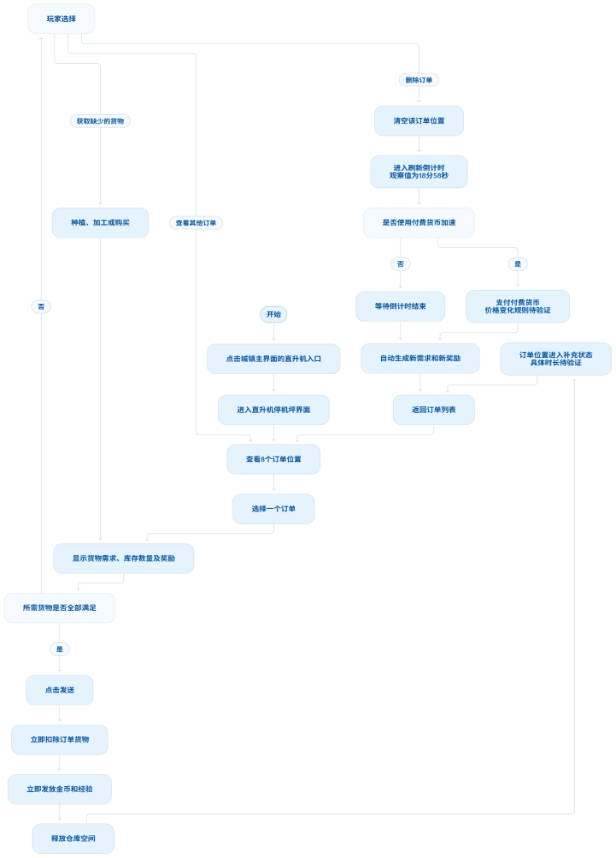 玩家选择
删除订单
清空该订单位置
获取缺少的货物
进入刷新倒计时
观察值为18分58秒
种植、加工或购买
查看其他订单
是否使用付费货币加速
否
是
否
等待倒计时结束
支付付费货币
价格变化规则待验证
开始
点击城镇主界面的直升机入口
自动生成新需求和新奖励
订单位置进入补充状态
具体时长待验证
进入直升机停机坪界面
返回订单列表
查看8个订单位置
选择一个订单
显示货物需求、库存数量及奖励
所需货物是否全部满足
是
点击发送
立即扣除订单货物
立即发放金币和经验
释放仓库空间